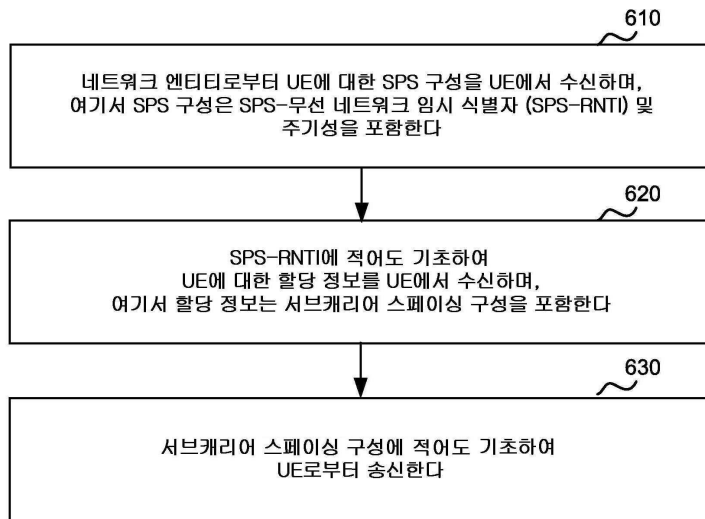 610
네트워크 엔티티로부터 UE에 대한 SPS 구성을 UE에서 수신하며,
여기서 SPS 구성은 SPS-무선 네트워크 임시 식별자 (SPS-RNTI) 및
주기성을 포함한다
620
SPS-RNTI에 적어도 기초하여
UE에 대한 할당 정보를 UE에서 수신하며,
여기서 할당 정보는 서브캐리어 스페이싱 구성을 포함한다
630
서브캐리어 스페이싱 구성에 적어도 기초하여
UE로부터 송신한다